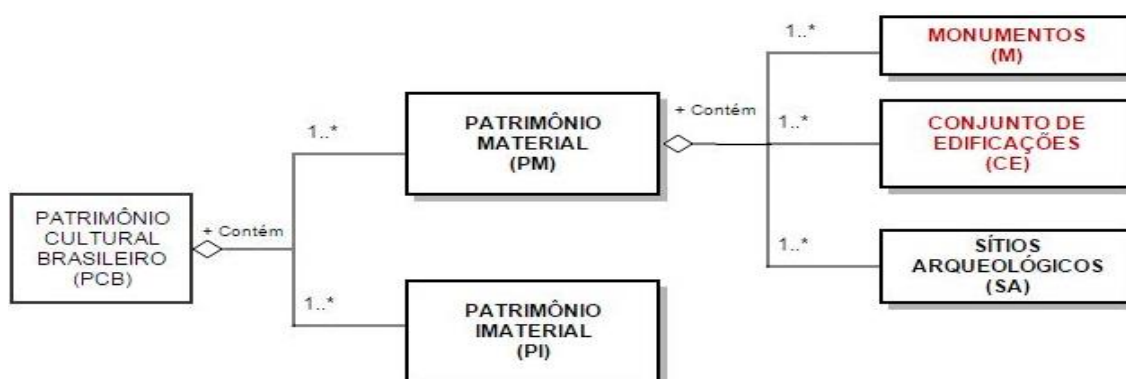 PATRIMÔNIO
CULTURAL
BRASILEIRO
(PCB)
+ Contém
1..*
PATRIMÔNIO
MATERIAL
(PM)
1..*
PATRIMÔNIO
IMATERIAL
(PI)
+ Contém
1..*
MONUMENTOS
(M)
1..*
CONJUNTO DE
EDIFICAÇÕES
(CE)
1..*
SÍTIOS
ARQUEOLÓGICOS
(SA)